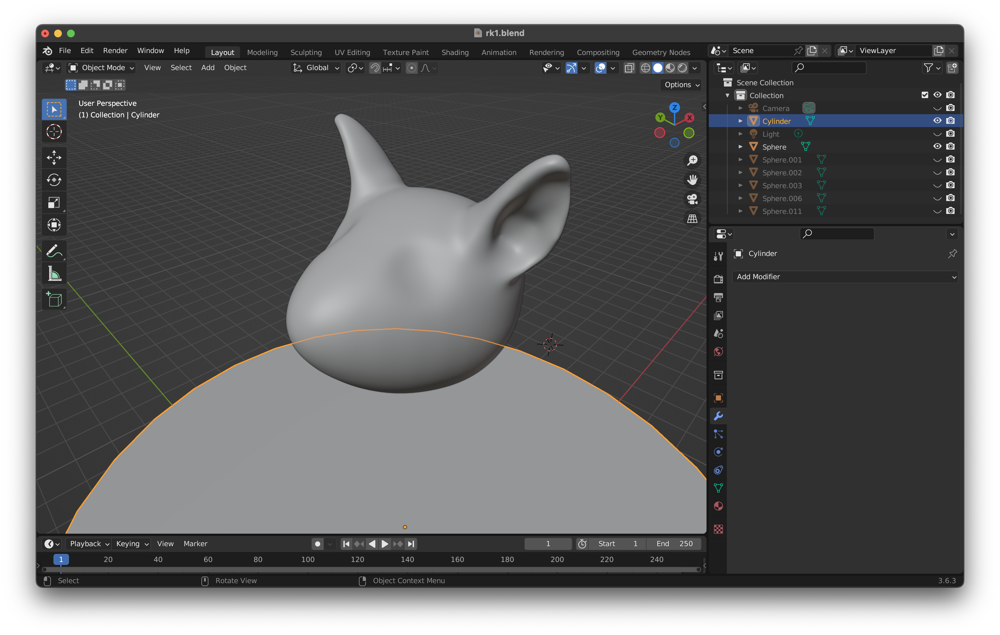 rk1.blend
File Edit Render Window Help Layout Modeling Sculpting UV Editing Texture Paint Shading Animation Rendering Compositing Geometry Nodes Scene ViewLayer
Object Mode View Select Add Object Global
Options
User Perspective
(1) Collection | Cylinder
Z
Y
X
Scene Collection
Collection
Camera
Cylinder
Light
Sphere
Sphere.001
Sphere.002
Sphere.003
Sphere.006
Sphere.011
Cylinder
Add Modifier
Playback Keying View Marker 1 Start 1 End 250
1 20 40 60 80 100 120 140 160 180 200 220 240
Select Rotate View Object Context Menu 3.6.3